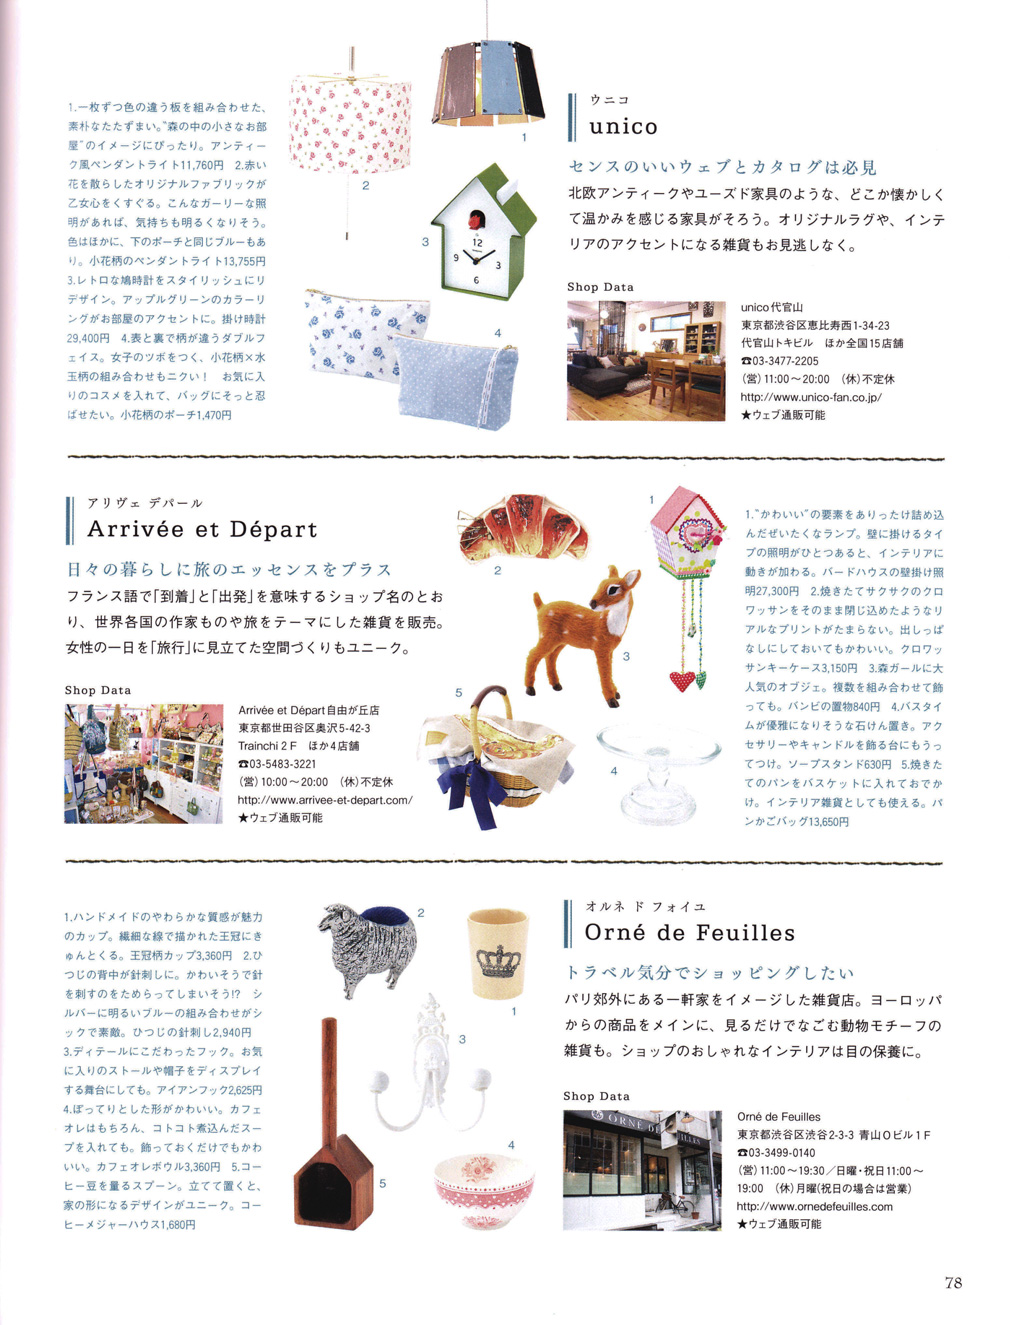 1.一枚ずつ色の違う板を組み合わせた、
素朴なたたずまい。"森の中の小さなお部
屋"のイメージにぴったり。アンティー
ク風ペンダントライト11,760円 2.赤い
花を散らしたオリジナルファブリックが
乙女心をくすぐる。こんなガーリーな照
明があれば、気持ちも明るくなりそう。
色はほかに、下のポーチと同じブルーもあ
り。小花柄のペンダントライト13,755円
3.レトロな鳩時計をスタイリッシュにリ
デザイン。アップルグリーンのカラーリ
ングがお部屋のアクセントに。掛け時計
29,400円 4.表と裏で柄が違うダブルフ
ェイス。女子のツボをつく、小花柄×水
玉柄の組み合わせもニクい! お気に入
りのコスメを入れて、バッグにそっと忍
ばせたい。小花柄のポーチ1,470円
1
2
3
4
12
9
3
6
ウニコ
unico
センスのいいウェブとカタログは必見
北欧アンティークやユーズド家具のような、どこか懐かしく
て温かみを感じる家具がそろう。オリジナルラグや、インテ
リアのアクセントになる雑貨もお見逃しなく。
Shop Data
unico代官山
東京都渋谷区恵比寿西1-34-23
代官山トキビル ほか全国15店舗
☎03-3477-2205
(営)11:00〜20:00 (休)不定休
http://www.unico-fan.co.jp/
★ウェブ通販可能
アリヴェ デパール
Arrivée et Départ
日々の暮らしに旅のエッセンスをプラス
フランス語で「到着」と「出発」を意味するショップ名のとお
り、世界各国の作家ものや旅をテーマにした雑貨を販売。
女性の一日を「旅行」に見立てた空間づくりもユニーク。
Shop Data
Arrivée et Départ自由が丘店
東京都世田谷区奥沢5-42-3
Trainchi 2F ほか4店舗
☎03-5483-3221
(営)10:00〜20:00 (休)不定休
http://www.arrivee-et-depart.com/
★ウェブ通販可能
1
2
3
4
5
1."かわいい"の要素をありったけ詰め込
んだぜいたくなランプ。壁に掛けるタイ
プの照明がひとつあると、インテリアに
動きが加わる。バードハウスの壁掛け照
明27,300円 2.焼きたてサクサクのクロ
ワッサンをそのまま閉じ込めたようなリ
アルなプリントがたまらない。出しっぱ
なしにしておいてもかわいい。クロワッ
サンキーケース3,150円 3.森ガールに大
人気のオブジェ。複数を組み合わせて飾
っても。バンビの置物840円 4.バスタイ
ムが優雅になりそうな石けん置き。アク
セサリーやキャンドルを飾る台にもうっ
てつけ。ソープスタンド630円 5.焼きた
てのパンをバスケットに入れておでか
け。インテリア雑貨としても使える。パ
ンかごバッグ13,650円
1.ハンドメイドのやわらかな質感が魅力
のカップ。繊細な線で描かれた王冠にき
ゅんとくる。王冠柄カップ3,360円 2.ひ
つじの背中が針刺しに。かわいそうで針
を刺すのをためらってしまいそう!? シ
ルバーに明るいブルーの組み合わせがシ
ックで素敵。ひつじの針刺し2,940円
3.ディテールにこだわったフック。お気
に入りのストールや帽子をディスプレイ
する舞台にしても。アイアンフック2,625円
4.ぽってりとした形がかわいい。カフェ
オレはもちろん、コトコト煮込んだスー
プを入れても。飾っておくだけでもかわ
いい。カフェオレボウル3,360円 5.コー
ヒー豆を量るスプーン。立てて置くと、
家の形になるデザインがユニーク。コー
ヒーメジャーハウス1,680円
1
2
3
4
5
オルネ ド フォイユ
Orné de Feuilles
トラベル気分でショッピングしたい
パリ郊外にある一軒家をイメージした雑貨店。ヨーロッパ
からの商品をメインに、見るだけでなごむ動物モチーフの
雑貨も。ショップのおしゃれなインテリアは目の保養に。
Shop Data
ORNÉ DE FEUILLES
Orné de Feuilles
東京都渋谷区渋谷2-3-3 青山Oビル1F
☎03-3499-0140
(営)11:00〜19:30/日曜・祝日11:00〜
19:00 (休)月曜(祝日の場合は営業)
http://www.ornedefeuilles.com
★ウェブ通販可能
78